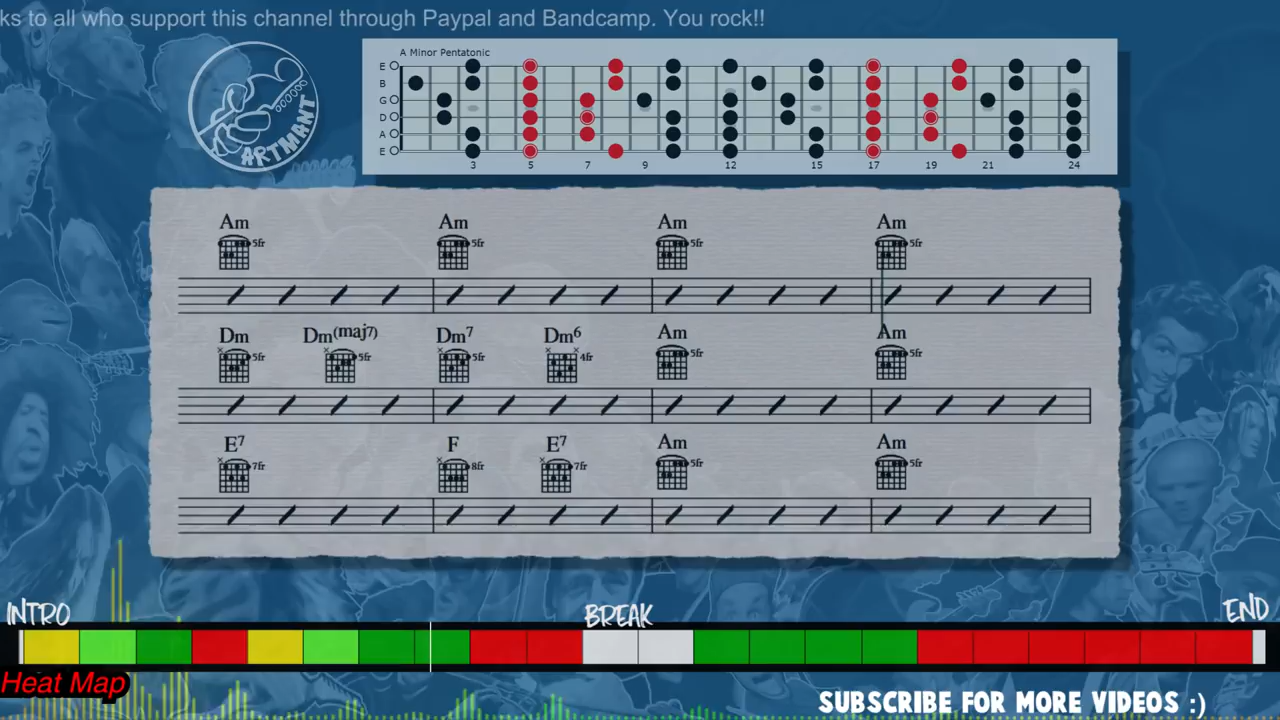 ks to all who support this channel through Paypal and Bandcamp. You rock!!
A Minor Pentatonic
E
B
G
D
A
E
3 5 7 9 12 15 17 19 21 24
ARTMANT
Am Am Am Am
5fr 5fr 5fr 5fr
Dm Dm(maj7) Dm7 Dm6 Am Am
x x x x x
5fr 5fr 5fr 4fr 5fr 5fr
E7 F E7 Am Am
x x x
7fr 8fr 7fr 5fr 5fr
INTRO BREAK END
Heat Map
SUBSCRIBE FOR MORE VIDEOS :)